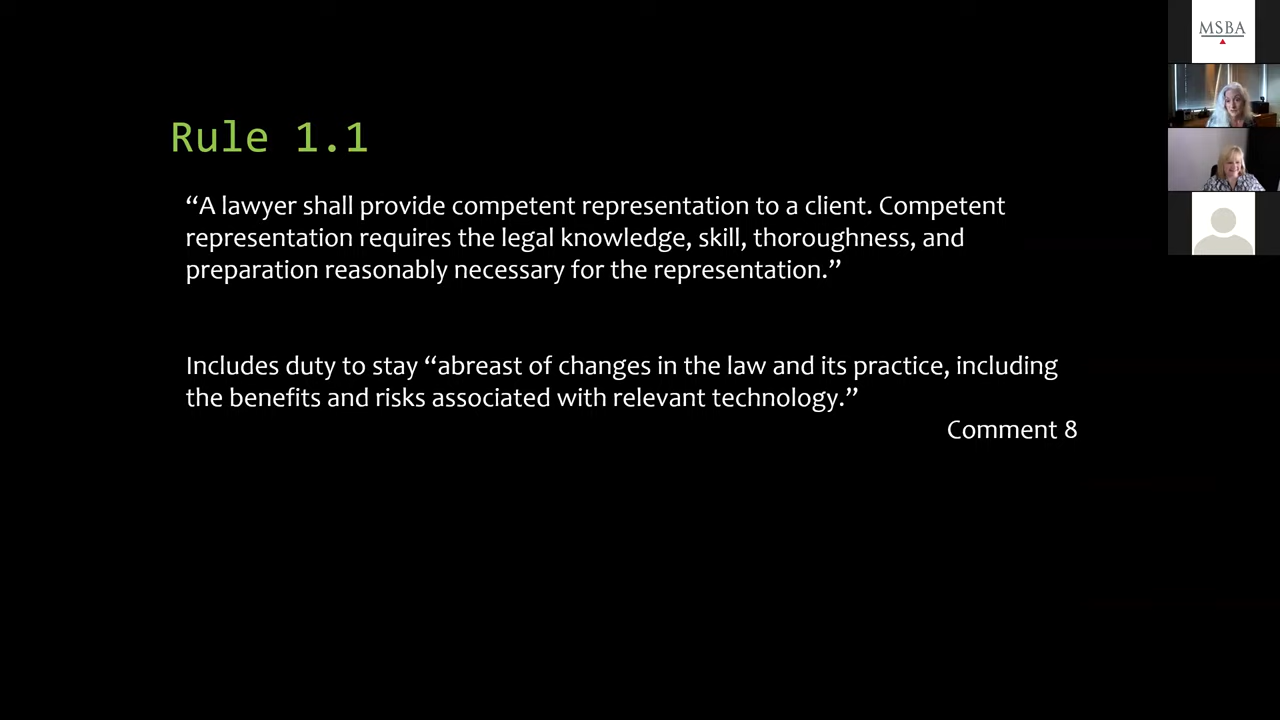 MSBA
Rule 1.1
“A lawyer shall provide competent representation to a client. Competent
representation requires the legal knowledge, skill, thoroughness, and
preparation reasonably necessary for the representation.”
Includes duty to stay “abreast of changes in the law and its practice, including
the benefits and risks associated with relevant technology.”
Comment 8